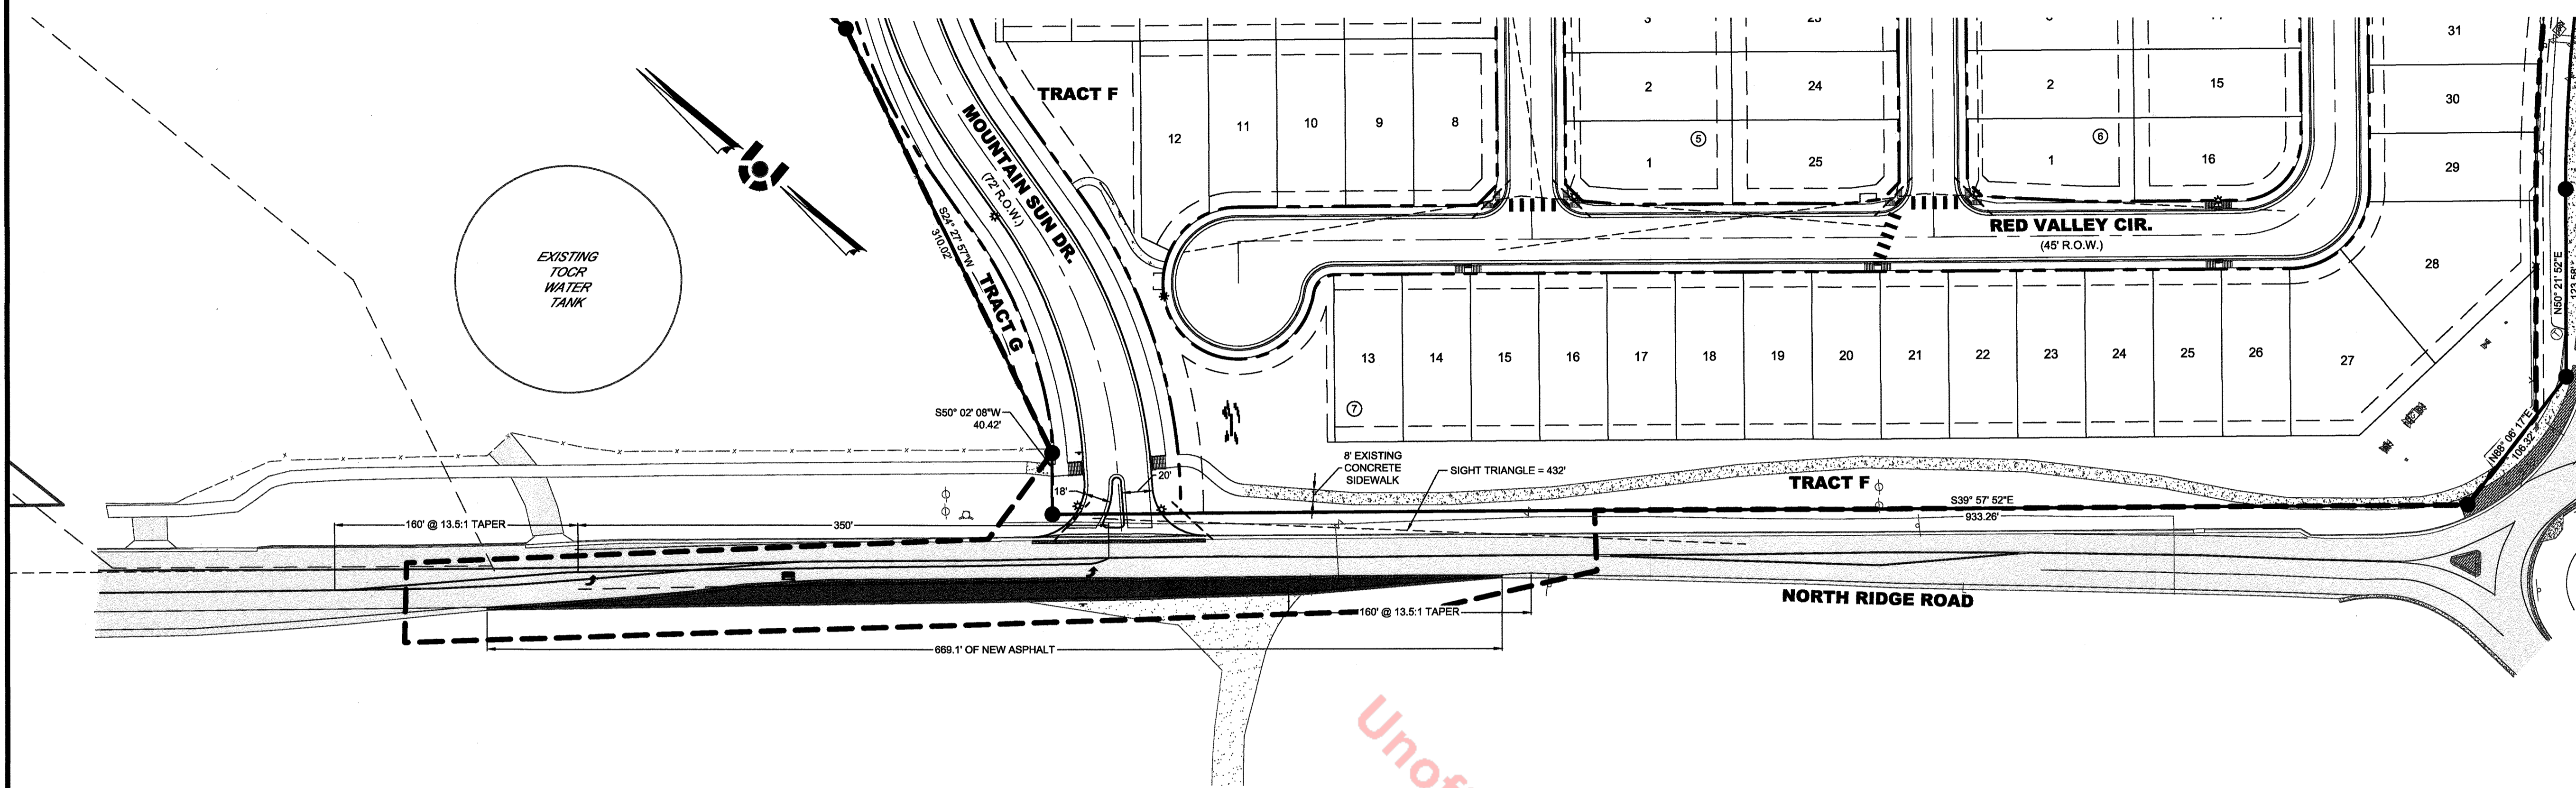 TRACT F
12
11
10
9
8
2
24
1
25
5
2
15
1
16
6
31
30
29
28
MOUNTAIN SUN DR.
(72' R.O.W.)
RED VALLEY CIR.
(45' R.O.W.)
S24° 27' 57"W
310.02'
TRACT G
EXISTING
TOCR
WATER
TANK
N50° 21' 52"E
123.58'
13
14
15
16
17
18
19
20
21
22
23
24
25
26
27
7
S50° 02' 08"W
40.42'
8' EXISTING
CONCRETE
SIDEWALK
SIGHT TRIANGLE = 432'
18'
20'
TRACT F
S39° 57' 52"E
933.26'
N88° 06' 17"E
106.32'
160' @ 13.5:1 TAPER
350'
160' @ 13.5:1 TAPER
NORTH RIDGE ROAD
669.1' OF NEW ASPHALT
Unof